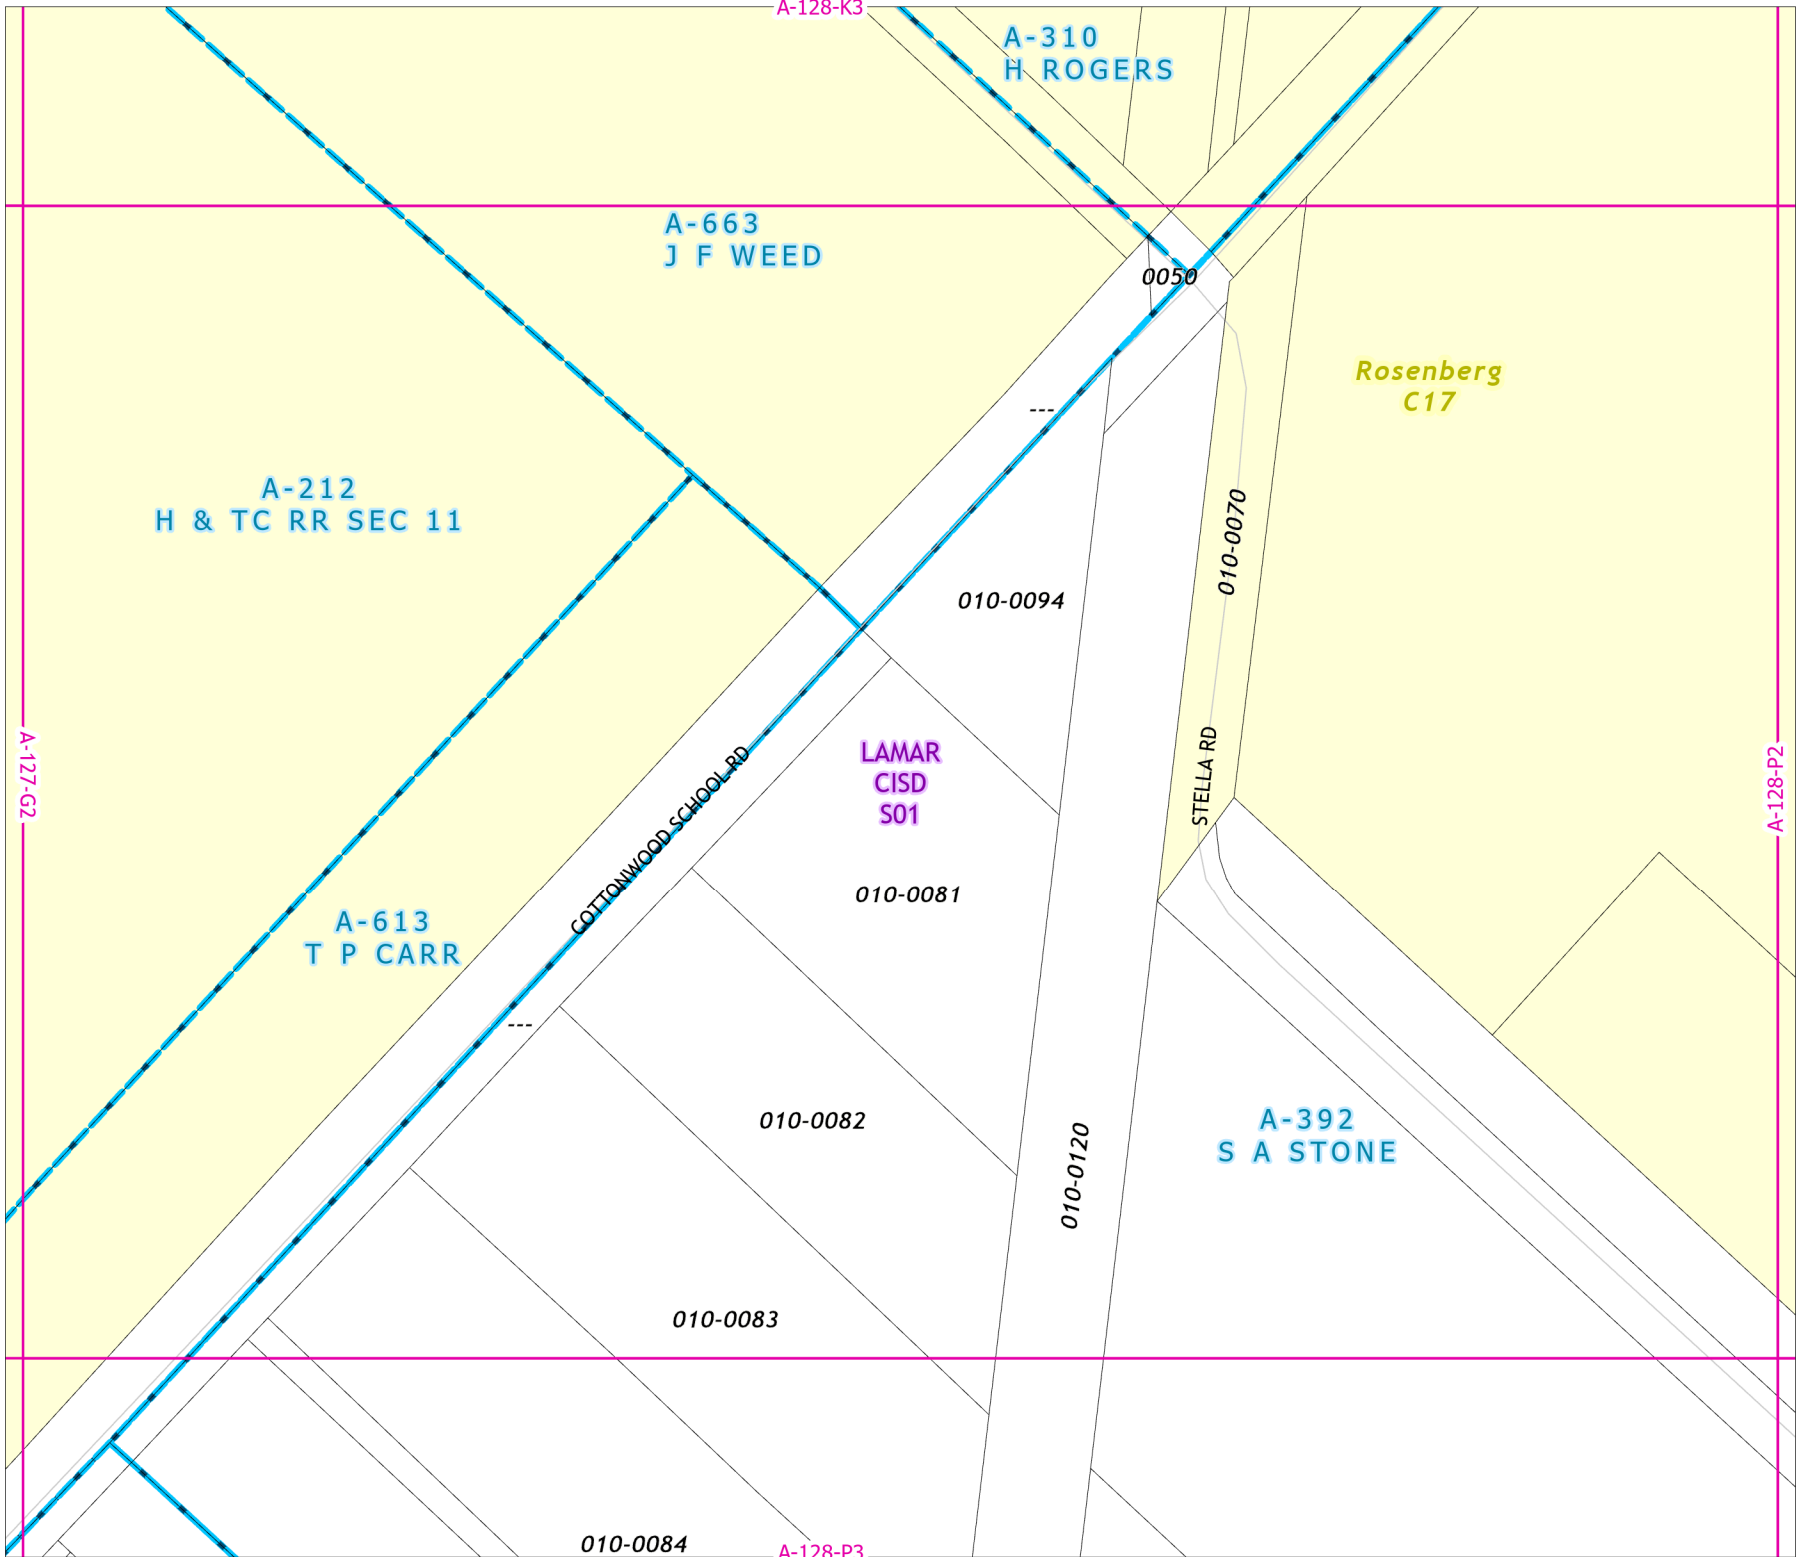 A-128-K3
A-310
H ROGERS
A-663
J F WEED
0050
Rosenberg
C17
---
A-212
H & TC RR SEC 11
010-0070
010-0094
A-127-G2
LAMAR
CISD
S01
STELLA RD
A-128-P2
COTTONWOOD SCHOOL RD
010-0081
A-613
T P CARR
---
010-0082
A-392
S A STONE
010-0120
010-0083
010-0084
A-128-P3